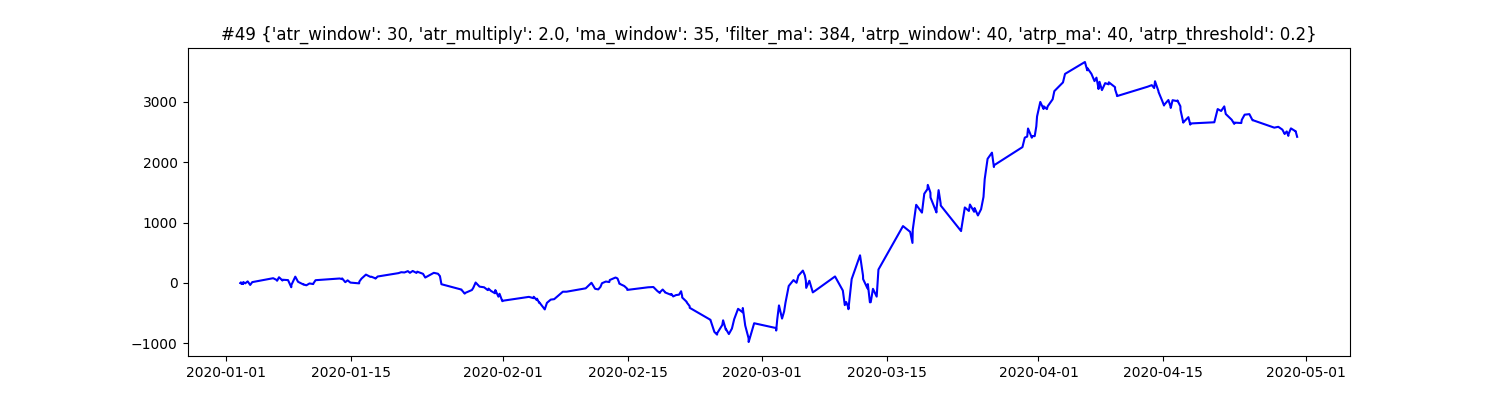 #49 {'atr_window': 30, 'atr_multiply': 2.0, 'ma_window': 35, 'filter_ma': 384, 'atrp_window': 40, 'atrp_ma': 40, 'atrp_threshold': 0.2}
3000
2000
1000
0
−1000
2020-01-01 2020-01-15 2020-02-01 2020-02-15 2020-03-01 2020-03-15 2020-04-01 2020-04-15 2020-05-01